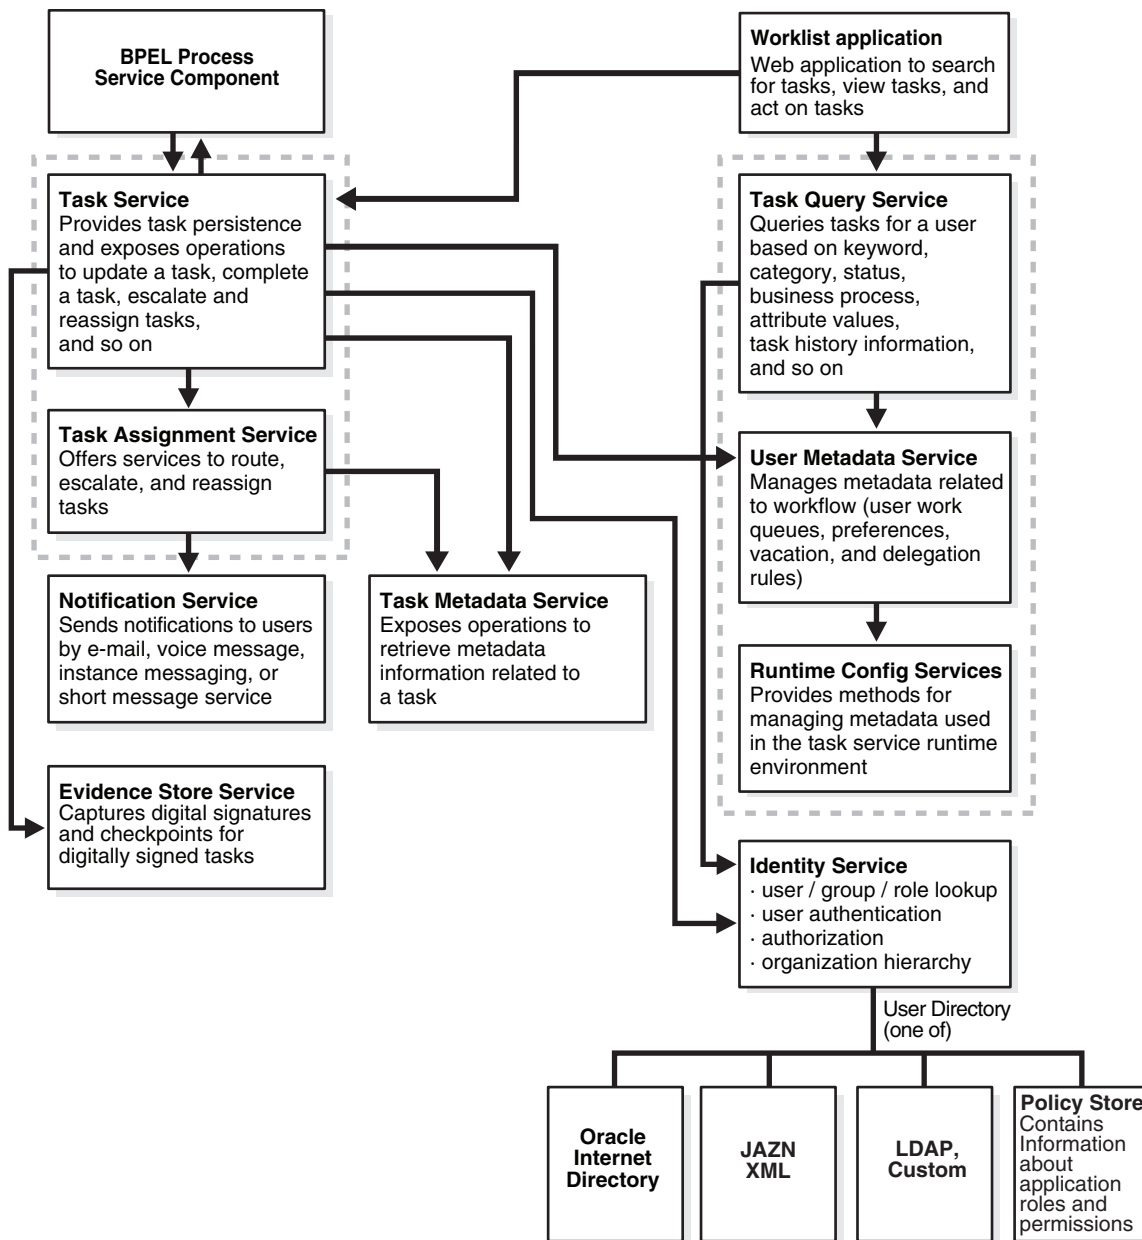 BPEL Process
Service Component
Worklist application
Web application to search
for tasks, view tasks, and
act on tasks
Task Service
Provides task persistence
and exposes operations
to update a task, complete
a task, escalate and
reassign tasks,
and so on
Task Query Service
Queries tasks for a user
based on keyword,
category, status,
business process,
attribute values,
task history information,
and so on
Task Assignment Service
Offers services to route,
escalate, and reassign
tasks
User Metadata Service
Manages metadata related
to workflow (user work
queues, preferences,
vacation, and delegation
rules)
Notification Service
Sends notifications to users
by e-mail, voice message,
instance messaging, or
short message service
Task Metadata Service
Exposes operations to
retrieve metadata
information related to
a task
Runtime Config Services
Provides methods for
managing metadata used
in the task service runtime
environment
Evidence Store Service
Captures digital signatures
and checkpoints for
digitally signed tasks
Identity Service
· user / group / role lookup
· user authentication
· authorization
· organization hierarchy
User Directory
(one of)
Oracle
Internet
Directory
JAZN
XML
LDAP,
Custom
Policy Store
Contains
Information
about
application
roles and
permissions